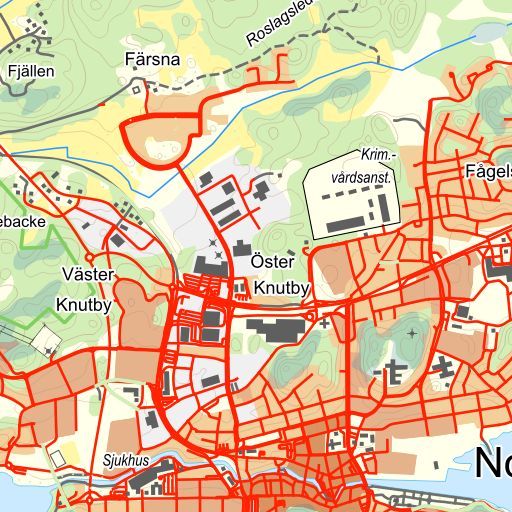 Roslagsled
Fjällen
Färsna
Krim.-
vårdsanst.
Fågels
ebacke
Öster
Knutby
Väster
Knutby
Sjukhus
No